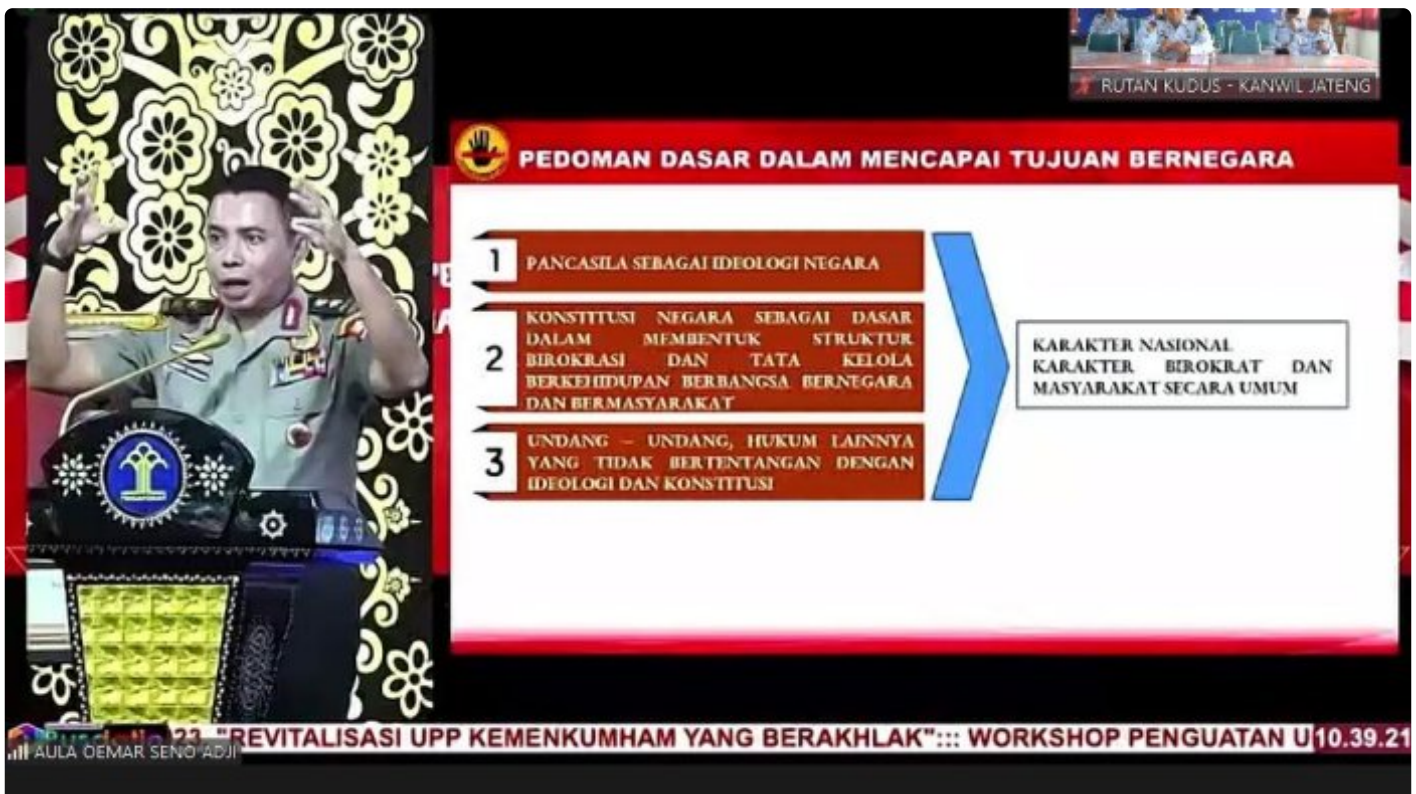 RUTAN KUDUS - KANWIL JATENG
PEDOMAN DASAR DALAM MENCAPAI TUJUAN BERNEGARA
1
PANCASILA SEBAGAI IDEOLOGI NEGARA
2
KONSTITUSI NEGARA SEBAGAI DASAR
DALAM MEMBENTUK STRUKTUR
BIROKRASI DAN TATA KELOLA
BERKEHIDUPAN BERBANGSA BERNEGARA
DAN BERMASYARAKAT
3
UNDANG – UNDANG, HUKUM LAINNYA
YANG TIDAK BERTENTANGAN DENGAN
IDEOLOGI DAN KONSTITUSI
KARAKTER NASIONAL
KARAKTER BIROKRAT DAN
MASYARAKAT SECARA UMUM
23 "REVITALISASI UPP KEMENKUMHAM YANG BERAKHLAK"::: WORKSHOP PENGUATAN U
10.39.21
AULA OEMAR SENO ADJI